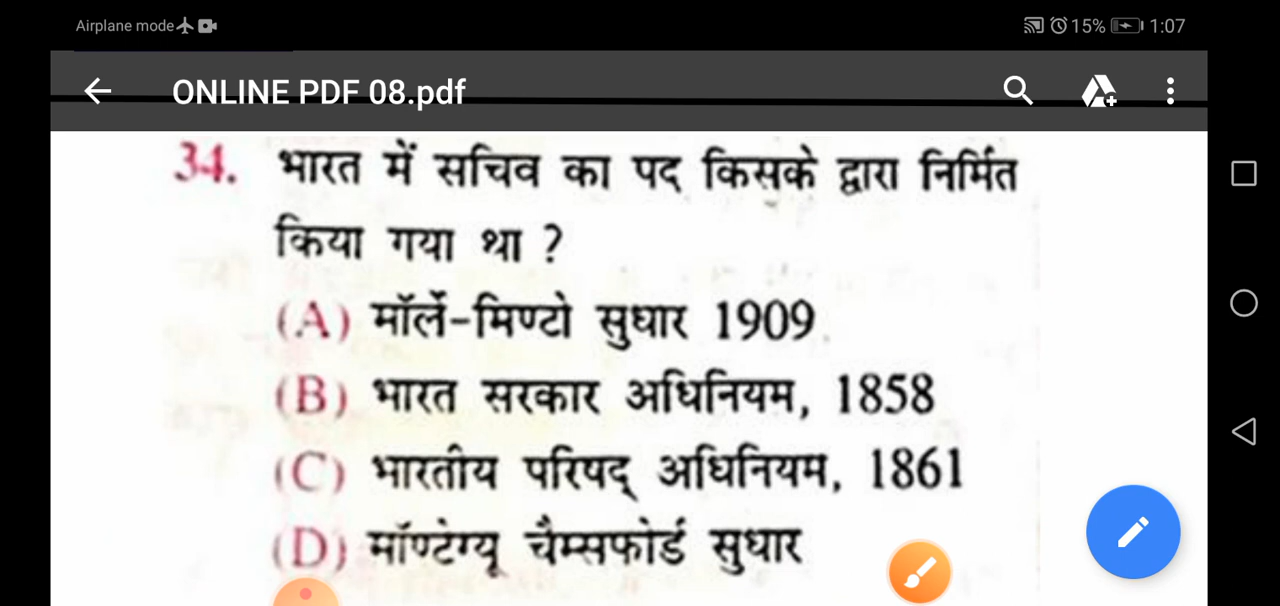 Airplane mode 15% 1:07
ONLINE PDF 08.pdf
34. भारत में सचिव का पद किसके द्वारा निर्मित
किया गया था ?
(A) मॉर्ले-मिण्टो सुधार 1909
(B) भारत सरकार अधिनियम, 1858
(C) भारतीय परिषद् अधिनियम, 1861
(D) मॉण्टेग्यू चैम्सफोर्ड सुधार